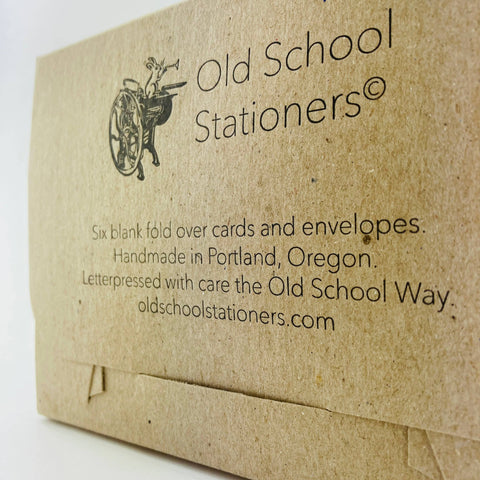 Old School
Stationers©
Six blank fold over cards and envelopes.
Handmade in Portland, Oregon.
Letterpressed with care the Old School Way.
oldschoolstationers.com